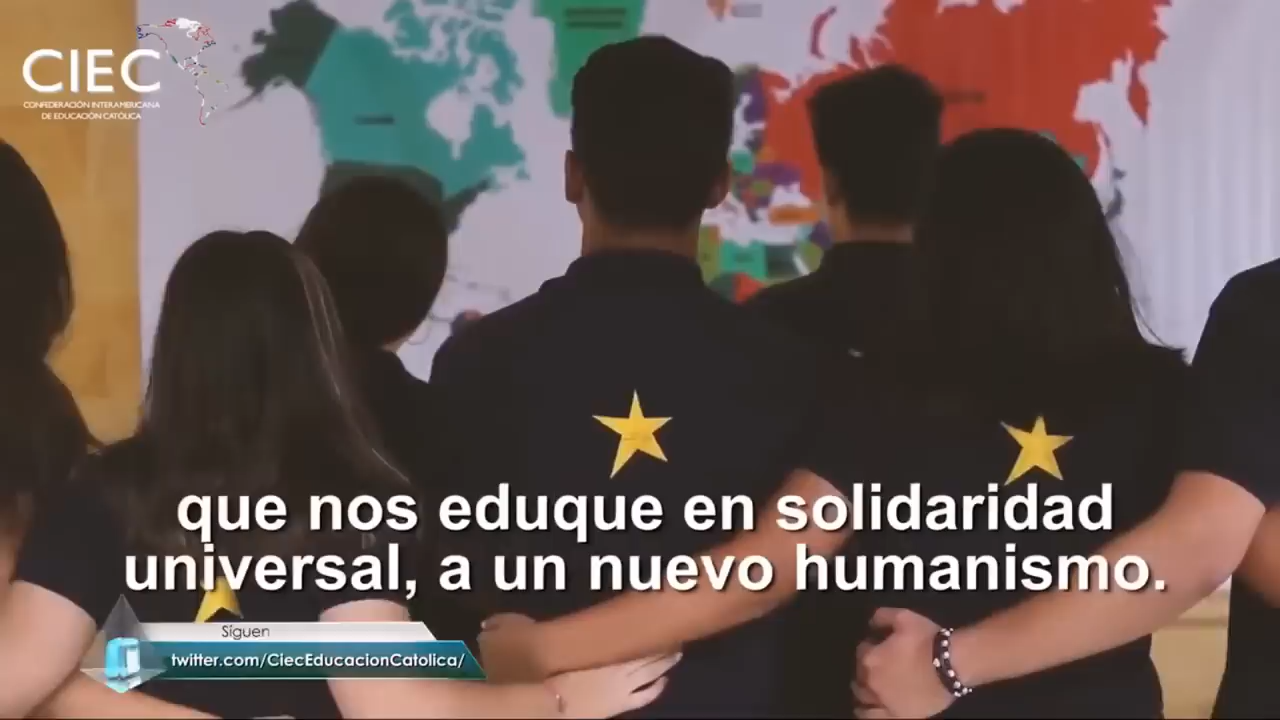 CIEC
CONFEDERACIÓN INTERAMERICANA
DE EDUCACIÓN CATÓLICA
que nos eduque en solidaridad
universal, a un nuevo humanismo.
Síguen
twitter.com/CiecEducacionCatolica/